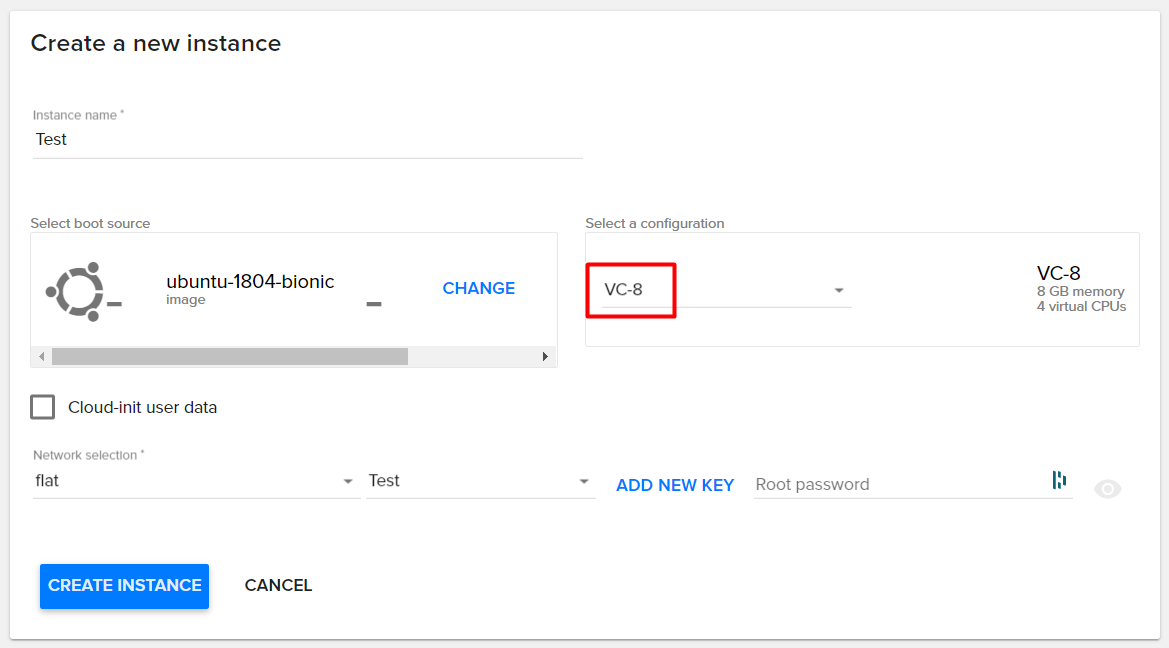 Create a new instance
Instance name *
Test
Select boot source
Select a configuration
ubuntu-1804-bionic
image
CHANGE
VC-8
VC-8
8 GB memory
4 virtual CPUs
Cloud-init user data
Network selection *
flat
Test
ADD NEW KEY
Root password
CREATE INSTANCE
CANCEL